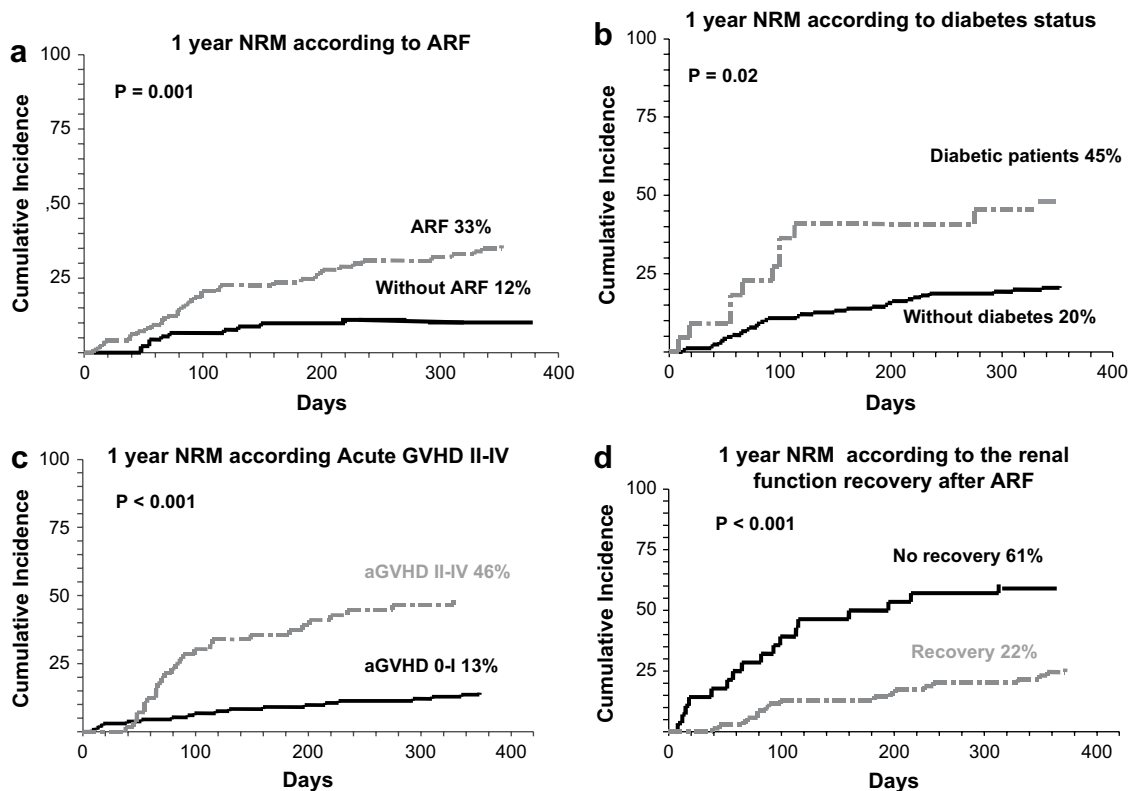 a
1 year NRM according to ARF
P = 0.001
Cumulative Incidence
100
75
,50
25
0
ARF 33%
Without ARF 12%
0 100 200 300 400
Days
b
1 year NRM according to diabetes status
P = 0.02
Cumulative Incidence
100
75
50
25
0
Diabetic patients 45%
Without diabetes 20%
0 100 200 300 400
Days
c
1 year NRM according Acute GVHD II-IV
P < 0.001
Cumulative Incidence
100
75
50
25
0
aGVHD II-IV 46%
aGVHD 0-I 13%
0 100 200 300 400
Days
d
1 year NRM according to the renal
function recovery after ARF
P < 0.001
Cumulative Incidence
100
75
50
25
0
No recovery 61%
Recovery 22%
0 100 200 300 400
Days